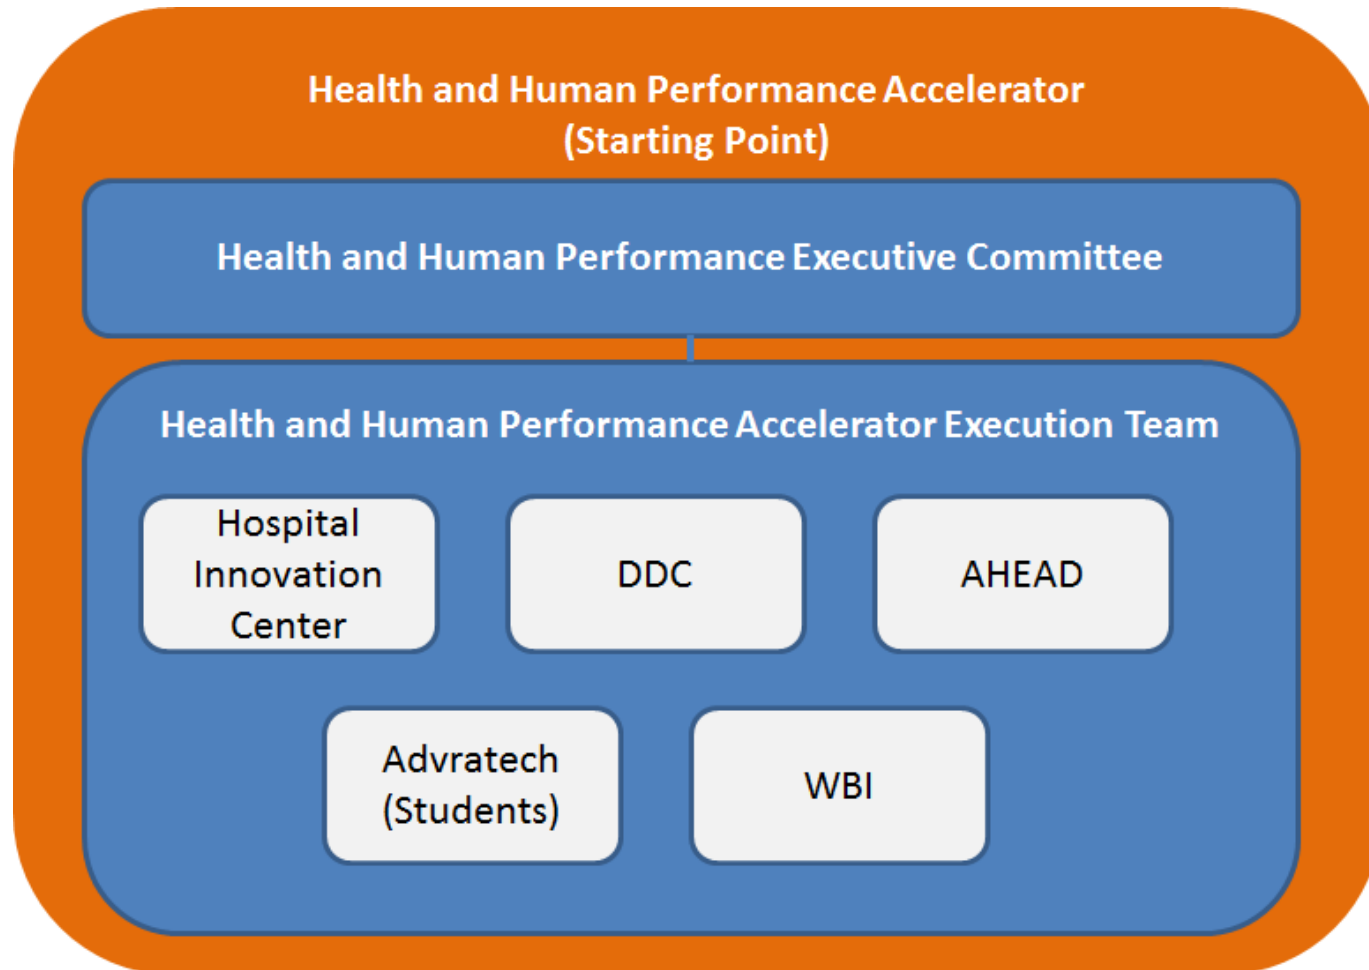 Health and Human Performance Accelerator
(Starting Point)
Health and Human Performance Executive Committee
Health and Human Performance Accelerator Execution Team
Hospital
Innovation
Center
DDC
AHEAD
Advratech
(Students)
WBI